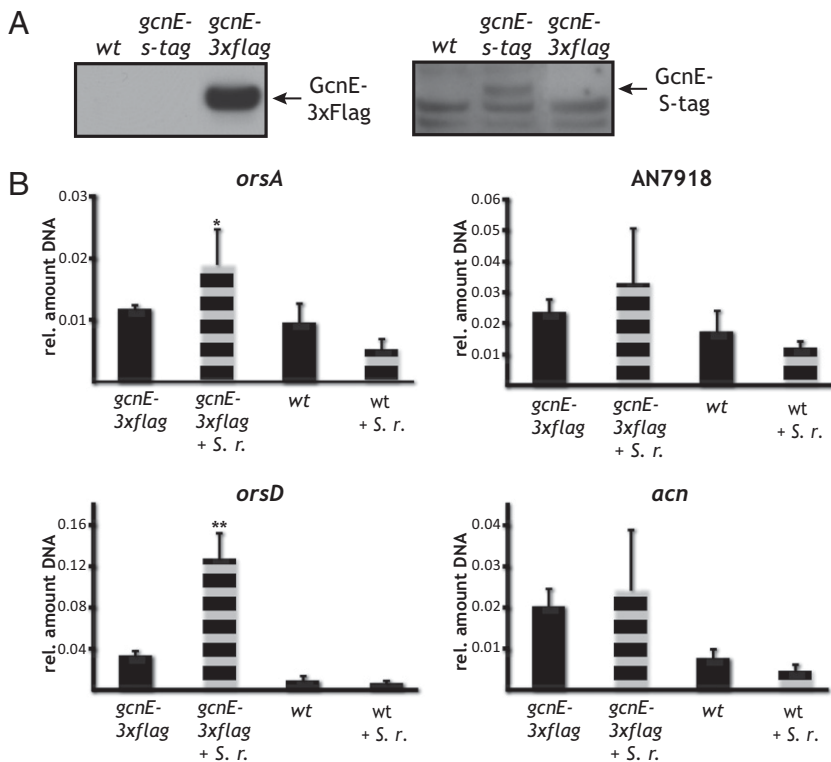 A
wt
gcnE-
s-tag
gcnE-
3xflag
GcnE-
3xFlag
wt
gcnE-
s-tag
gcnE-
3xflag
GcnE-
S-tag
B
orsA
rel. amount DNA
0.03
0.02
0.01
*
gcnE-
3xflag
gcnE-
3xflag
+ S. r.
wt
wt
+ S. r.
AN7918
rel. amount DNA
0.06
0.05
0.04
0.03
0.02
0.01
gcnE-
3xflag
gcnE-
3xflag
+ S. r.
wt
wt
+ S. r.
orsD
rel. amount DNA
0.16
0.12
0.08
0.04
**
gcnE-
3xflag
gcnE-
3xflag
+ S. r.
wt
wt
+ S. r.
acn
rel. amount DNA
0.04
0.03
0.02
0.01
gcnE-
3xflag
gcnE-
3xflag
+ S. r.
wt
wt
+ S. r.